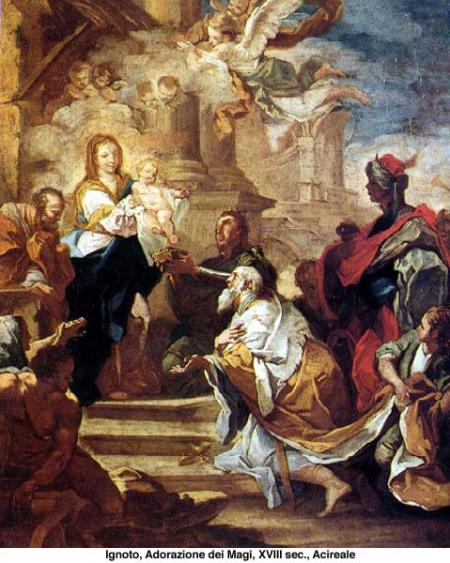 Ignoto, Adorazione dei Magi, XVIII sec., Acireale